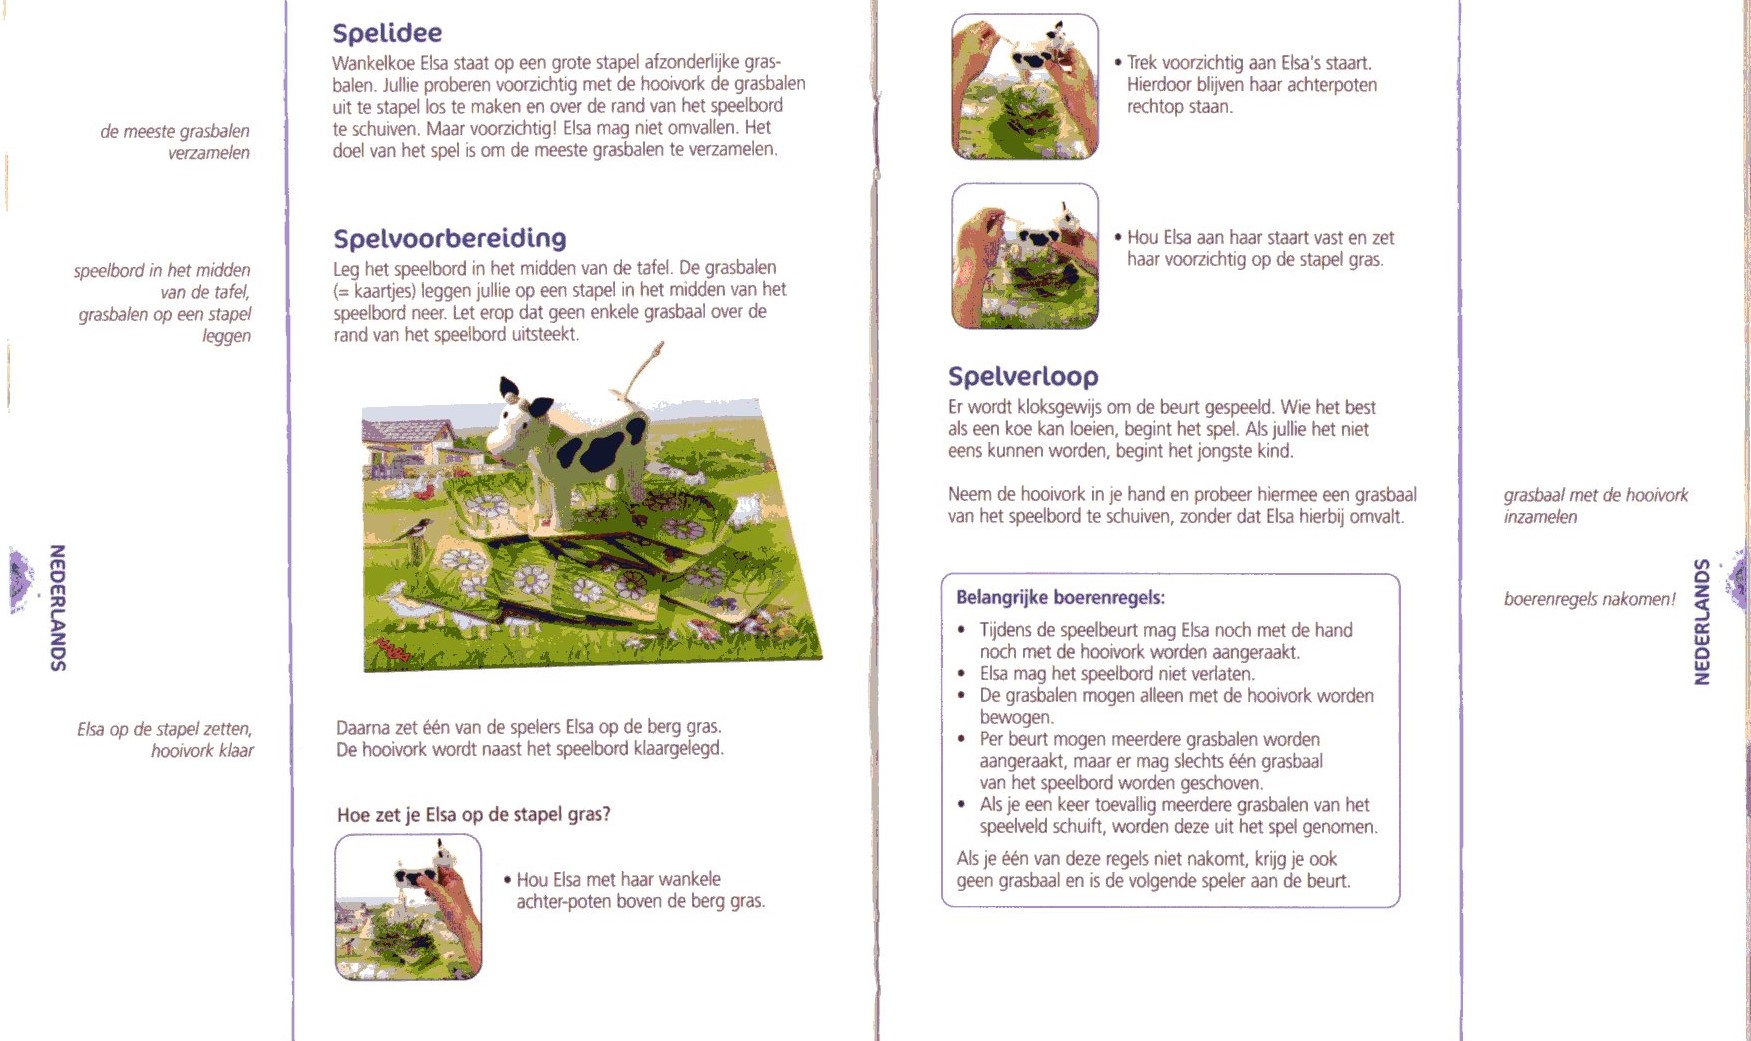 Spelidee
Wankelkoe Elsa staat op een grote stapel afzonderlijke gras-
balen. Jullie proberen voorzichtig met de hooivork de grasbalen
uit te stapel los te maken en over de rand van het speelbord
te schuiven. Maar voorzichtig! Elsa mag niet omvallen. Het
doel van het spel is om de meeste grasbalen te verzamelen.
de meeste grasbalen
verzamelen
Spelvoorbereiding
Leg het speelbord in het midden van de tafel. De grasbalen
(= kaartjes) leggen jullie op een stapel in het midden van het
speelbord neer. Let erop dat geen enkele grasbaal over de
rand van het speelbord uitsteekt.
speelbord in het midden
van de tafel,
grasbalen op een stapel
leggen
NEDERLANDS
Daarna zet één van de spelers Elsa op de berg gras.
De hooivork wordt naast het speelbord klaargelegd.
Elsa op de stapel zetten,
hooivork klaar
Hoe zet je Elsa op de stapel gras?
• Hou Elsa met haar wankele
achter-poten boven de berg gras.
• Trek voorzichtig aan Elsa's staart.
Hierdoor blijven haar achterpoten
rechtop staan.
• Hou Elsa aan haar staart vast en zet
haar voorzichtig op de stapel gras.
Spelverloop
Er wordt kloksgewijs om de beurt gespeeld. Wie het best
als een koe kan loeien, begint het spel. Als jullie het niet
eens kunnen worden, begint het jongste kind.
Neem de hooivork in je hand en probeer hiermee een grasbaal
van het speelbord te schuiven, zonder dat Elsa hierbij omvalt.
grasbaal met de hooivork
inzamelen
Belangrijke boerenregels:
• Tijdens de speelbeurt mag Elsa noch met de hand
noch met de hooivork worden aangeraakt.
• Elsa mag het speelbord niet verlaten.
• De grasbalen mogen alleen met de hooivork worden
bewogen.
• Per beurt mogen meerdere grasbalen worden
aangeraakt, maar er mag slechts één grasbaal
van het speelbord worden geschoven.
• Als je een keer toevallig meerdere grasbalen van het
speelveld schuift, worden deze uit het spel genomen.
Als je één van deze regels niet nakomt, krijg je ook
geen grasbaal en is de volgende speler aan de beurt.
boerenregels nakomen!
NEDERLANDS